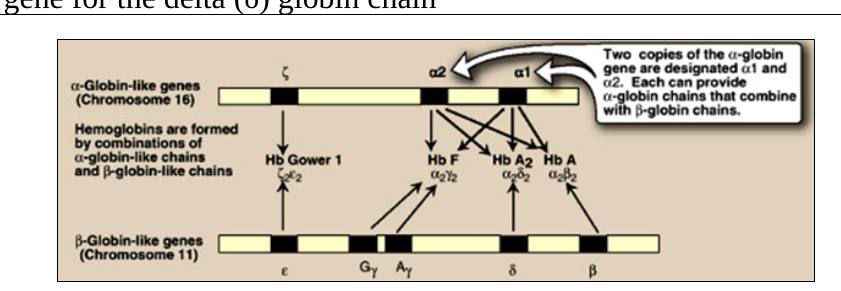 gene for the delta (δ) globin chain
Two copies of the α-globin
gene are designated α1 and
α2. Each can provide
α-globin chains that combine
with β-globin chains.
ζ α2 α1
α-Globin-like genes
(Chromosome 16)
Hemoglobins are formed
by combinations of
α-globin-like chains
and β-globin-like chains
Hb Gower 1 Hb F Hb A2 Hb A
ζ2ε2 α2γ2 α2δ2 α2β2
β-Globin-like genes
(Chromosome 11)
ε Gγ Aγ δ β